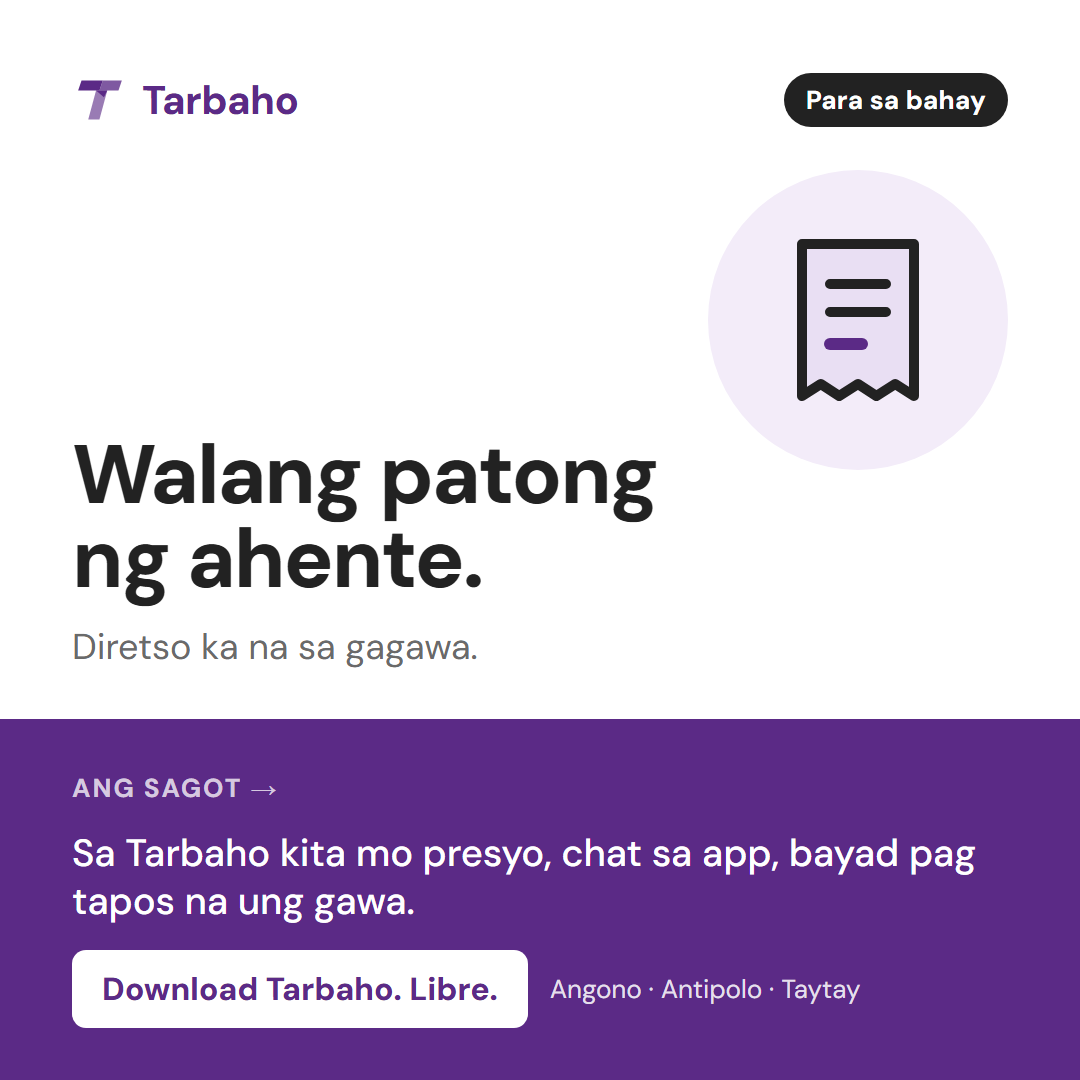 Tarbaho
Para sa bahay
Walang patong
ng ahente.
Diretso ka na sa gagawa.
ANG SAGOT →
Sa Tarbaho kita mo presyo, chat sa app, bayad pag
tapos na ung gawa.
Download Tarbaho. Libre.
Angono · Antipolo · Taytay